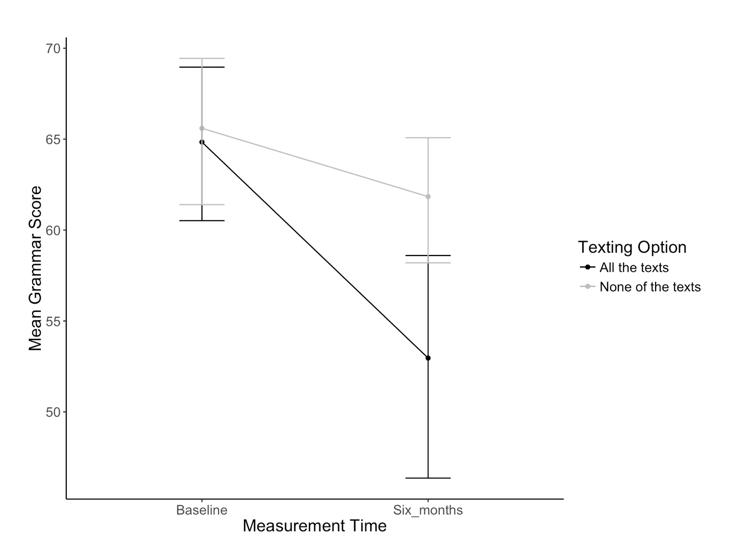 70
65
60
55
50
Mean Grammar Score
Baseline
Six_months
Measurement Time
Texting Option
All the texts
None of the texts